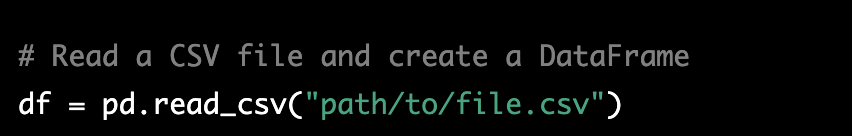 # Read a CSV file and create a DataFrame
df = pd.read_csv("path/to/file.csv")